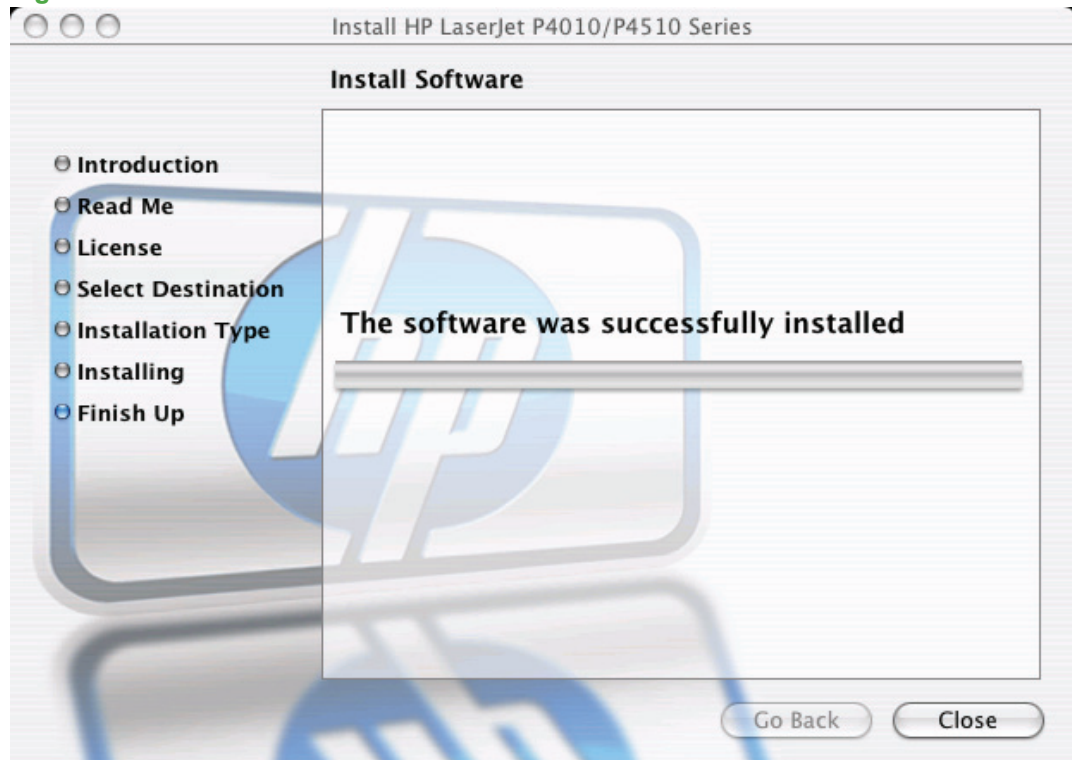 Install HP LaserJet P4010/P4510 Series
Install Software
Introduction
Read Me
License
Select Destination
Installation Type
Installing
Finish Up
The software was successfully installed
hp
Go Back
Close